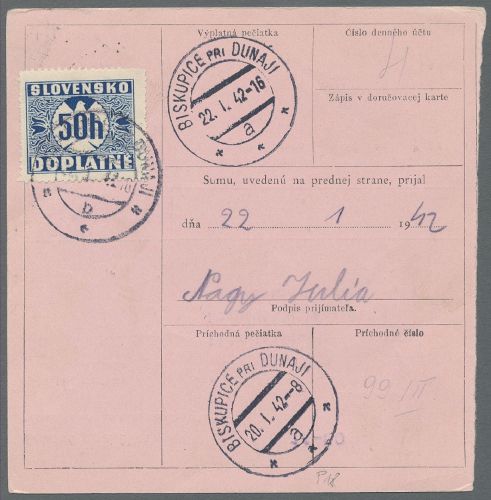 Výplatná pečiatka
Číslo denného účtu
SLOVENSKO
50h
DOPLATNÉ
BISKUPICE PRI DUNAJI
22. I. 42-16
a
Zápis v doručovacej karte
DUNAJI
b
Sumu, uvedenú na prednej strane, prijal
dňa 22 1 1942
Nagy Julia
Podpis prijímateľa.
Príchodná pečiatka
Príchodné číslo
BISKUPICE PRI DUNAJI
20. I. 42--8
a
99/II